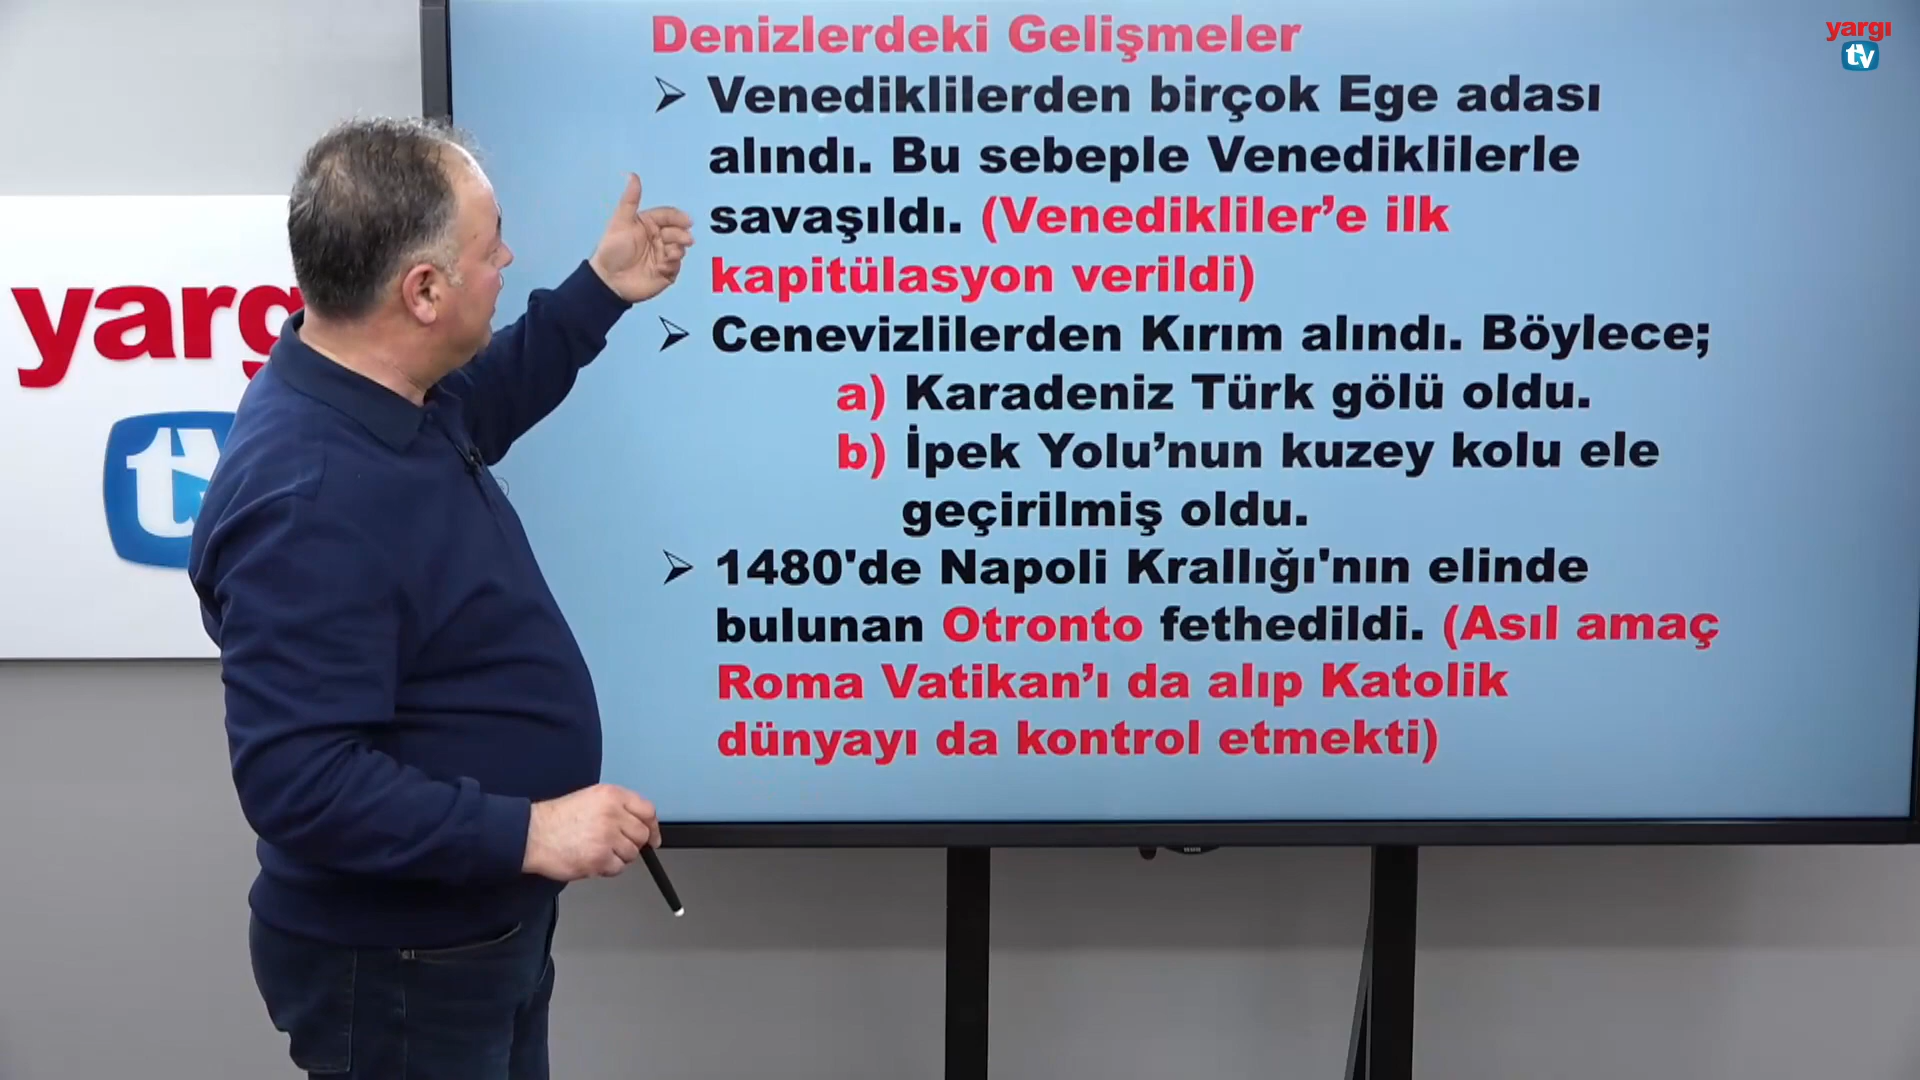 Denizlerdeki Gelişmeler
➢ Venediklilerden birçok Ege adası
alındı. Bu sebeple Venediklilerle
savaşıldı. (Venedikliler’e ilk
kapitülasyon verildi)
➢ Cenevizlilerden Kırım alındı. Böylece;
a) Karadeniz Türk gölü oldu.
b) İpek Yolu’nun kuzey kolu ele
geçirilmiş oldu.
➢ 1480'de Napoli Krallığı'nın elinde
bulunan Otronto fethedildi. (Asıl amaç
Roma Vatikan’ı da alıp Katolik
dünyayı da kontrol etmekti)
yargı
tv
yargı
tv